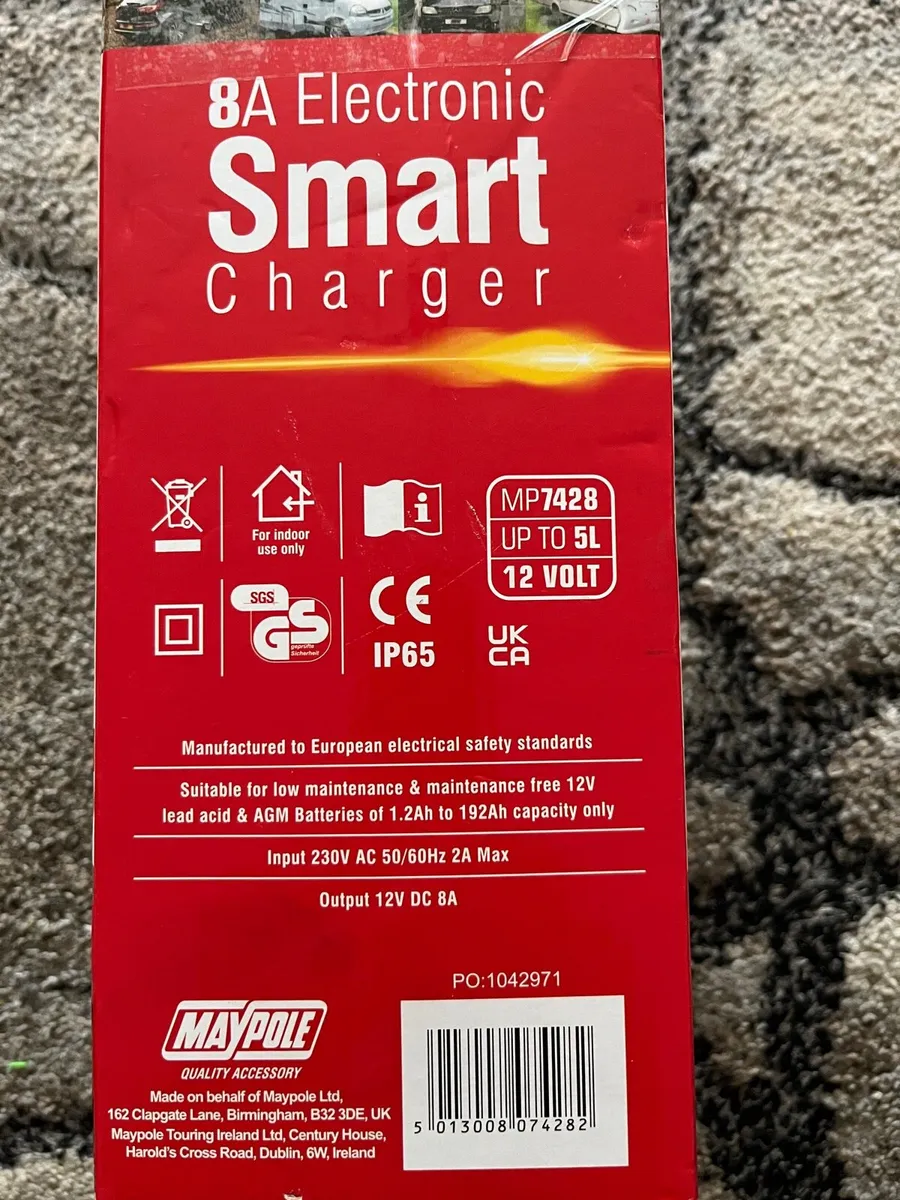 8A Electronic
Smart
Charger
For indoor
use only
i
MP7428
UP TO 5L
12 VOLT
SGS
GS
geprüfte
Sicherheit
CE
IP65
UK
CA
Manufactured to European electrical safety standards
Suitable for low maintenance & maintenance free 12V
lead acid & AGM Batteries of 1.2Ah to 192Ah capacity only
Input 230V AC 50/60Hz 2A Max
Output 12V DC 8A
PO:1042971
MAYPOLE
QUALITY ACCESSORY
Made on behalf of Maypole Ltd,
162 Clapgate Lane, Birmingham, B32 3DE, UK
Maypole Touring Ireland Ltd, Century House,
Harold's Cross Road, Dublin, 6W, Ireland
5 013008 074282